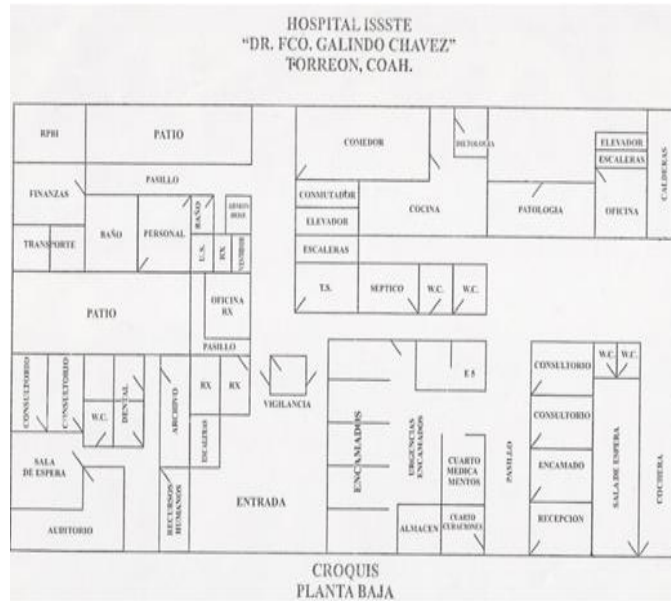 HOSPITAL ISSSTE
“DR. FCO. GALINDO CHAVEZ”
TORREON, COAH.
RPBI
PATIO
COMEDOR
DIETOLOGIA
ELEVADOR
ESCALERAS
CALDERAS
FINANZAS
PASILLO
CONMUTADOR
COCINA
PATOLOGIA
OFICINA
TRANSPORTE
BAÑO
PERSONAL
BAÑO
ELEVADOR
U.S.
RX
VESTIDOR
ESCALERAS
T.S.
SEPTICO
W.C.
W.C.
PATIO
OFICINA
RX
PASILLO
CONSULTORIO
CONSULTORIO
W.C.
DENTAL
ARCHIVO
RX
RX
VIGILANCIA
E 5
CONSULTORIO
W.C.
W.C.
ESCALERAS
ENCAMADOS
URGENCIAS
ENCAMADOS
CUARTO
MEDICA
MENTOS
PASILLO
CONSULTORIO
ENCAMADO
SALA DE ESPERA
COCHERA
SALA
DE ESPERA
AUDITORIO
RECURSOS
HUMANOS
ENTRADA
ALMACEN
CUARTO
CURACIONES
RECEPCION
CROQUIS
PLANTA BAJA